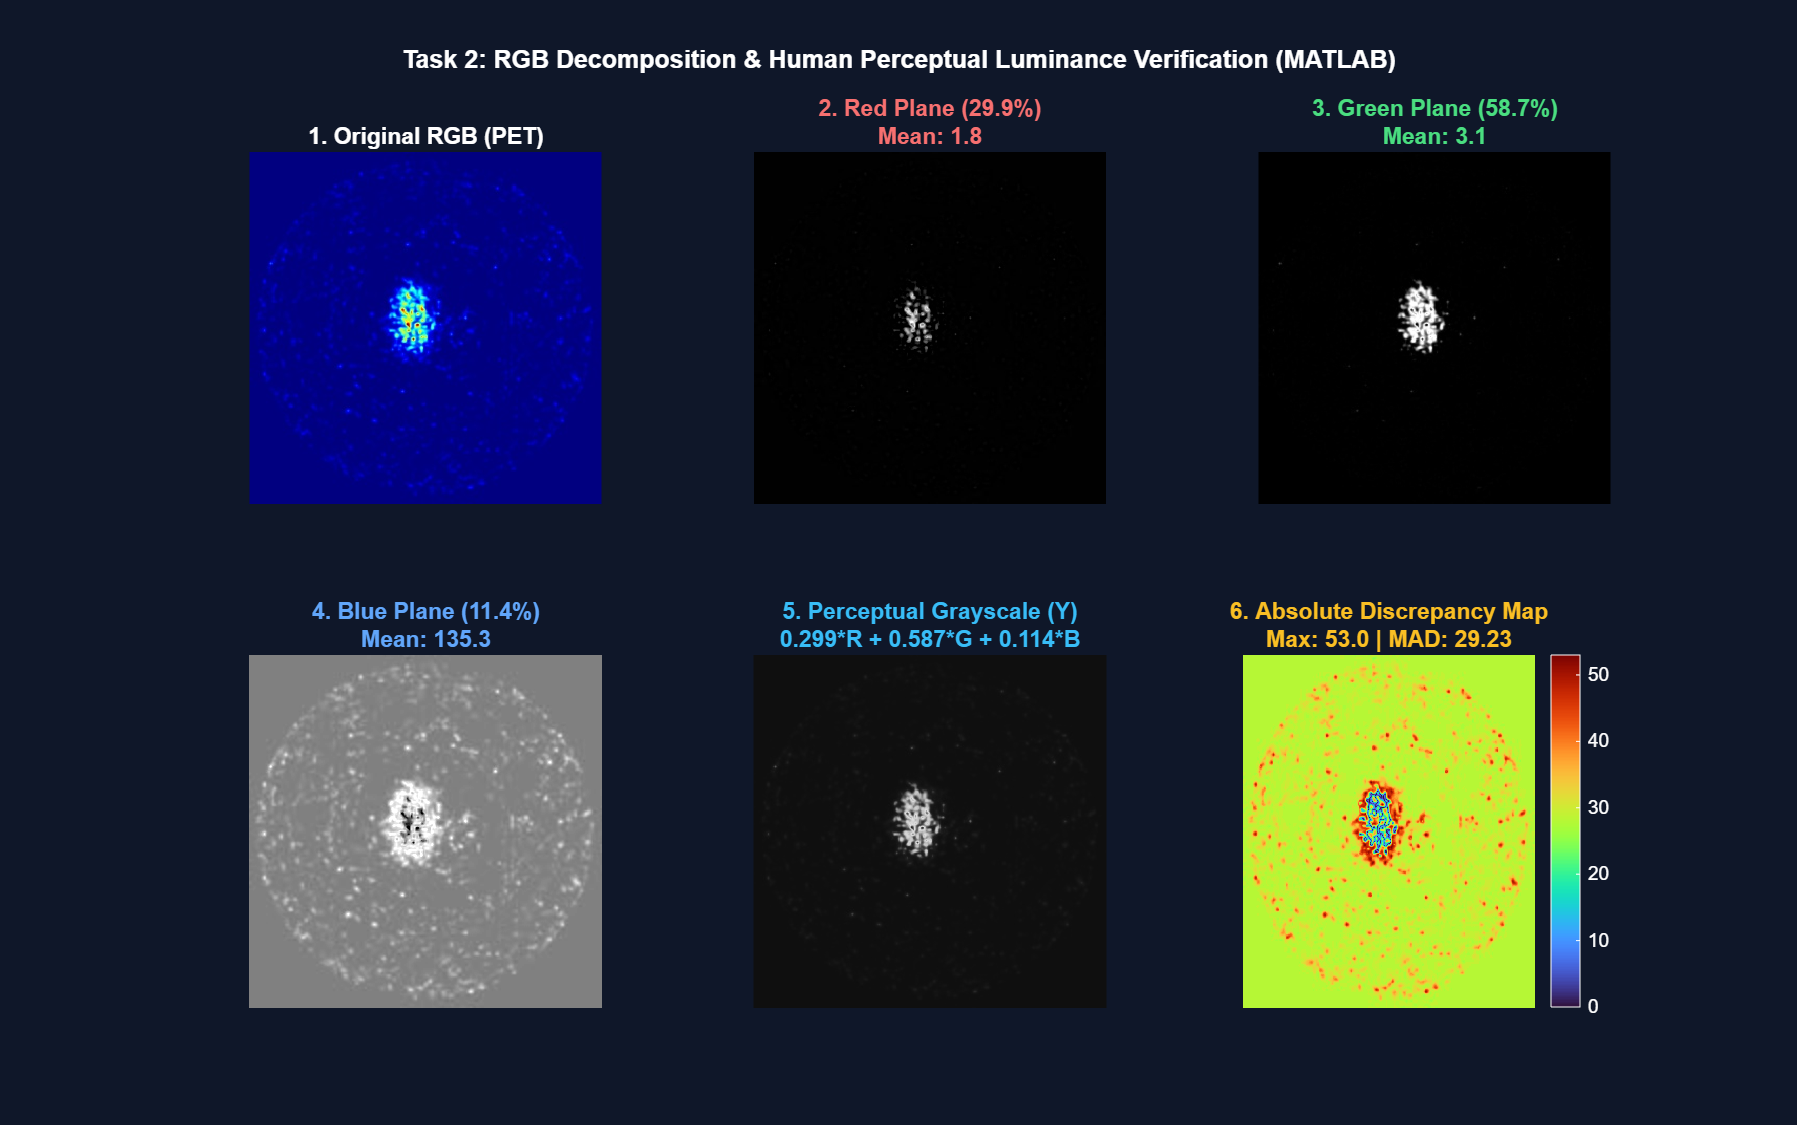 Task 2: RGB Decomposition & Human Perceptual Luminance Verification (MATLAB)
1. Original RGB (PET)
2. Red Plane (29.9%)
Mean: 1.8
3. Green Plane (58.7%)
Mean: 3.1
4. Blue Plane (11.4%)
Mean: 135.3
5. Perceptual Grayscale (Y)
0.299*R + 0.587*G + 0.114*B
6. Absolute Discrepancy Map
Max: 53.0 | MAD: 29.23
50
40
30
20
10
0